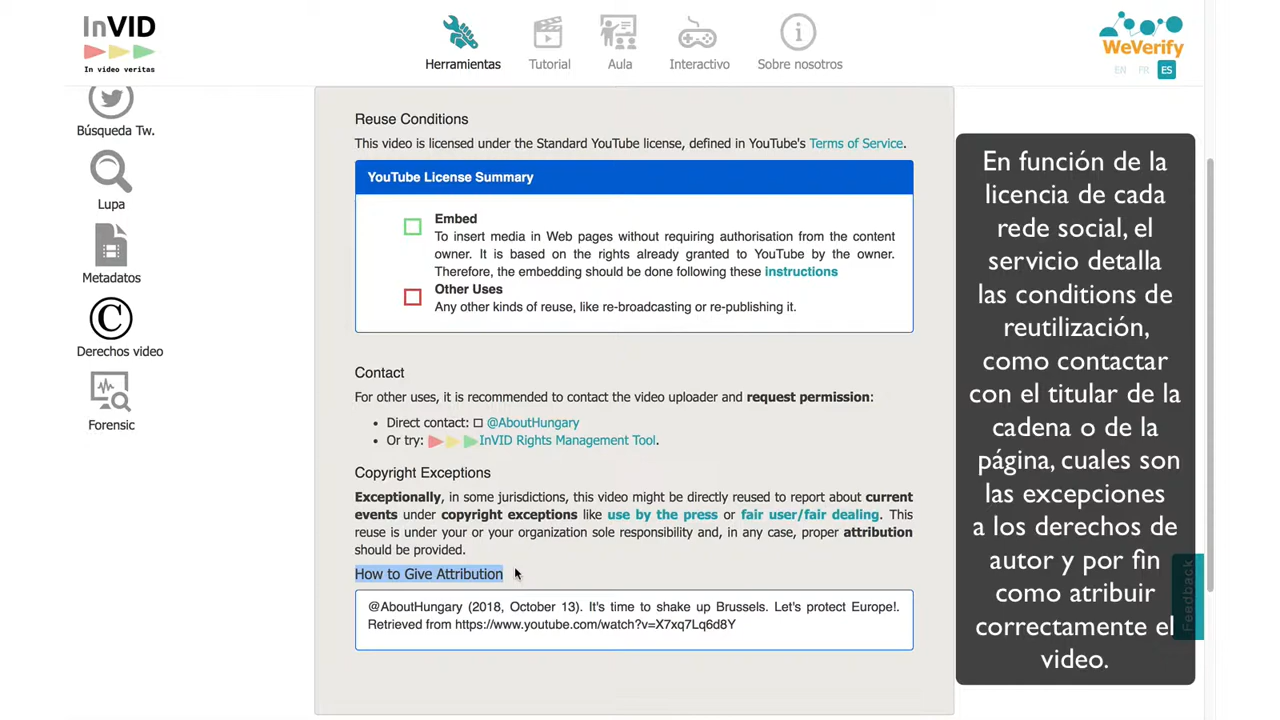 InVID
In video veritas
Herramientas
Tutorial
Aula
Interactivo
Sobre nosotros
WeVerify
EN FR ES
Búsqueda Tw.
Lupa
Metadatos
Derechos video
Forensic
Reuse Conditions
This video is licensed under the Standard YouTube license, defined in YouTube's Terms of Service.
YouTube License Summary
Embed
To insert media in Web pages without requiring authorisation from the content
owner. It is based on the rights already granted to YouTube by the owner.
Therefore, the embedding should be done following these instructions
Other Uses
Any other kinds of reuse, like re-broadcasting or re-publishing it.
Contact
For other uses, it is recommended to contact the video uploader and request permission:
• Direct contact: @AboutHungary
• Or try: InVID Rights Management Tool.
Copyright Exceptions
Exceptionally, in some jurisdictions, this video might be directly reused to report about current
events under copyright exceptions like use by the press or fair user/fair dealing. This
reuse is under your or your organization sole responsibility and, in any case, proper attribution
should be provided.
How to Give Attribution
@AboutHungary (2018, October 13). It's time to shake up Brussels. Let's protect Europe!.
Retrieved from https://www.youtube.com/watch?v=X7xq7Lq6d8Y
En función de la
licencia de cada
red social, el
servicio detalla
las conditions de
reutilización,
como contactar
con el titular de la
cadena o de la
página, cuales son
las excepciones
a los derechos de
autor y por fin
como atribuir
correctamente el
video.
Feedback